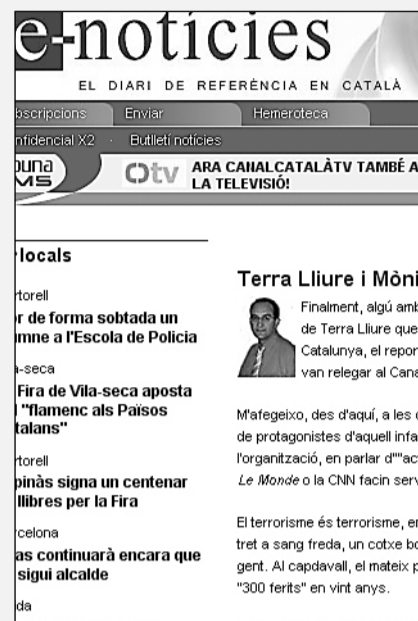 e-notícies
EL DIARI DE REFERÈNCIA EN CATALÀ
bscripcions Enviar Hemeroteca
nfidencial X2 · Butlletí notícies
ouna
MS
Otv ARA CANALCATALÀTV TAMBÉ A
LA TELEVISIÓ!
locals
rtorell
r de forma sobtada un
mne a l'Escola de Policia
a-seca
Fira de Vila-seca aposta
l "flamenc als Països
talans"
rtorell
pinàs signa un centenar
llibres per la Fira
rcelona
as continuarà encara que
sigui alcalde
da
Terra Lliure i Mòni
Finalment, algú amb
de Terra Lliure que
Catalunya, el repor
van relegar al Cana
M'afegeixo, des d'aquí, a les
de protagonistes d'aquell infa
l'organització, en parlar d'"'ac
Le Monde o la CNN facin serv
El terrorisme és terrorisme, e
tret a sang freda, un cotxe bo
gent. Al capdavall, el mateix p
"300 ferits" en vint anys.